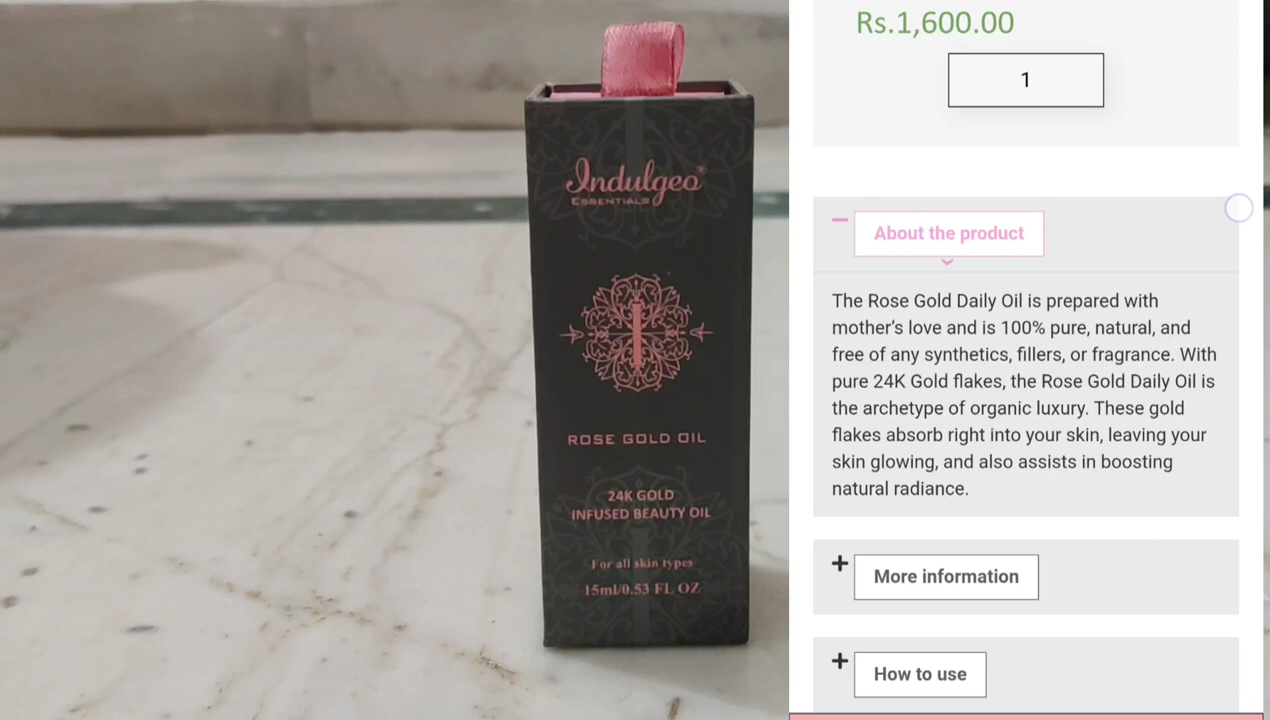 Indulgeo®
ESSENTIALS
ROSE GOLD OIL
24K GOLD
INFUSED BEAUTY OIL
For all skin types
15ml/0.53 FL OZ
Rs.1,600.00
1
About the product
The Rose Gold Daily Oil is prepared with
mother’s love and is 100% pure, natural, and
free of any synthetics, fillers, or fragrance. With
pure 24K Gold flakes, the Rose Gold Daily Oil is
the archetype of organic luxury. These gold
flakes absorb right into your skin, leaving your
skin glowing, and also assists in boosting
natural radiance.
More information
How to use